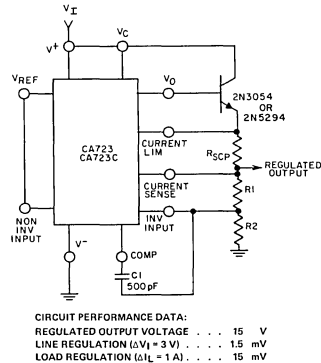 VI
V+
VC
VREF
VO
2N3054
OR
2N5294
CA723
CA723C
CURRENT
LIM
RSCP
REGULATED
OUTPUT
CURRENT
SENSE
R1
INV
INPUT
R2
NON
INV
INPUT
V-
COMP
C1
500 pF
CIRCUIT PERFORMANCE DATA:
REGULATED OUTPUT VOLTAGE . . . . 15 V
LINE REGULATION (ΔVI = 3 V) . . . . . 1.5 mV
LOAD REGULATION (ΔIL = 1 A) . . . . . 15 mV